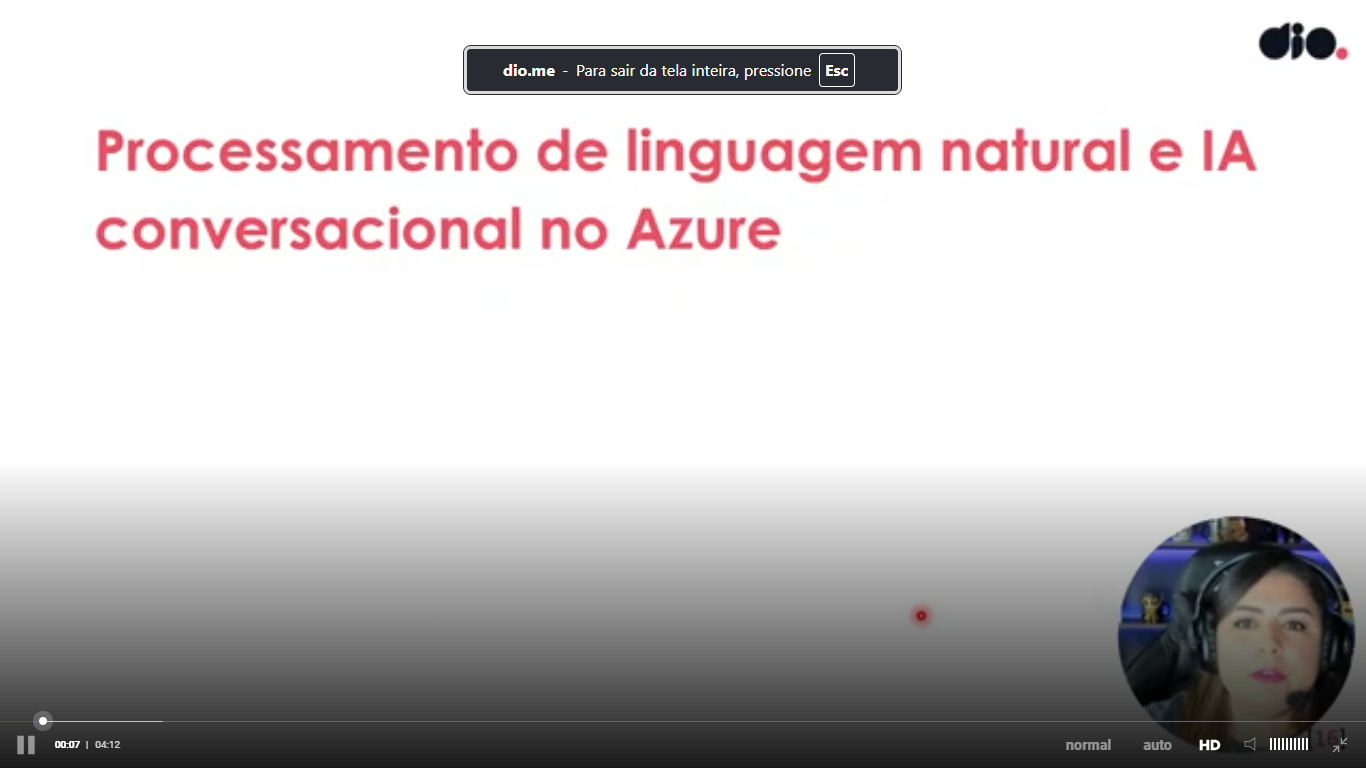 dio.
dio.me - Para sair da tela inteira, pressione Esc
Processamento de linguagem natural e IA
conversacional no Azure
00:07 | 04:12
normal auto HD
[16]